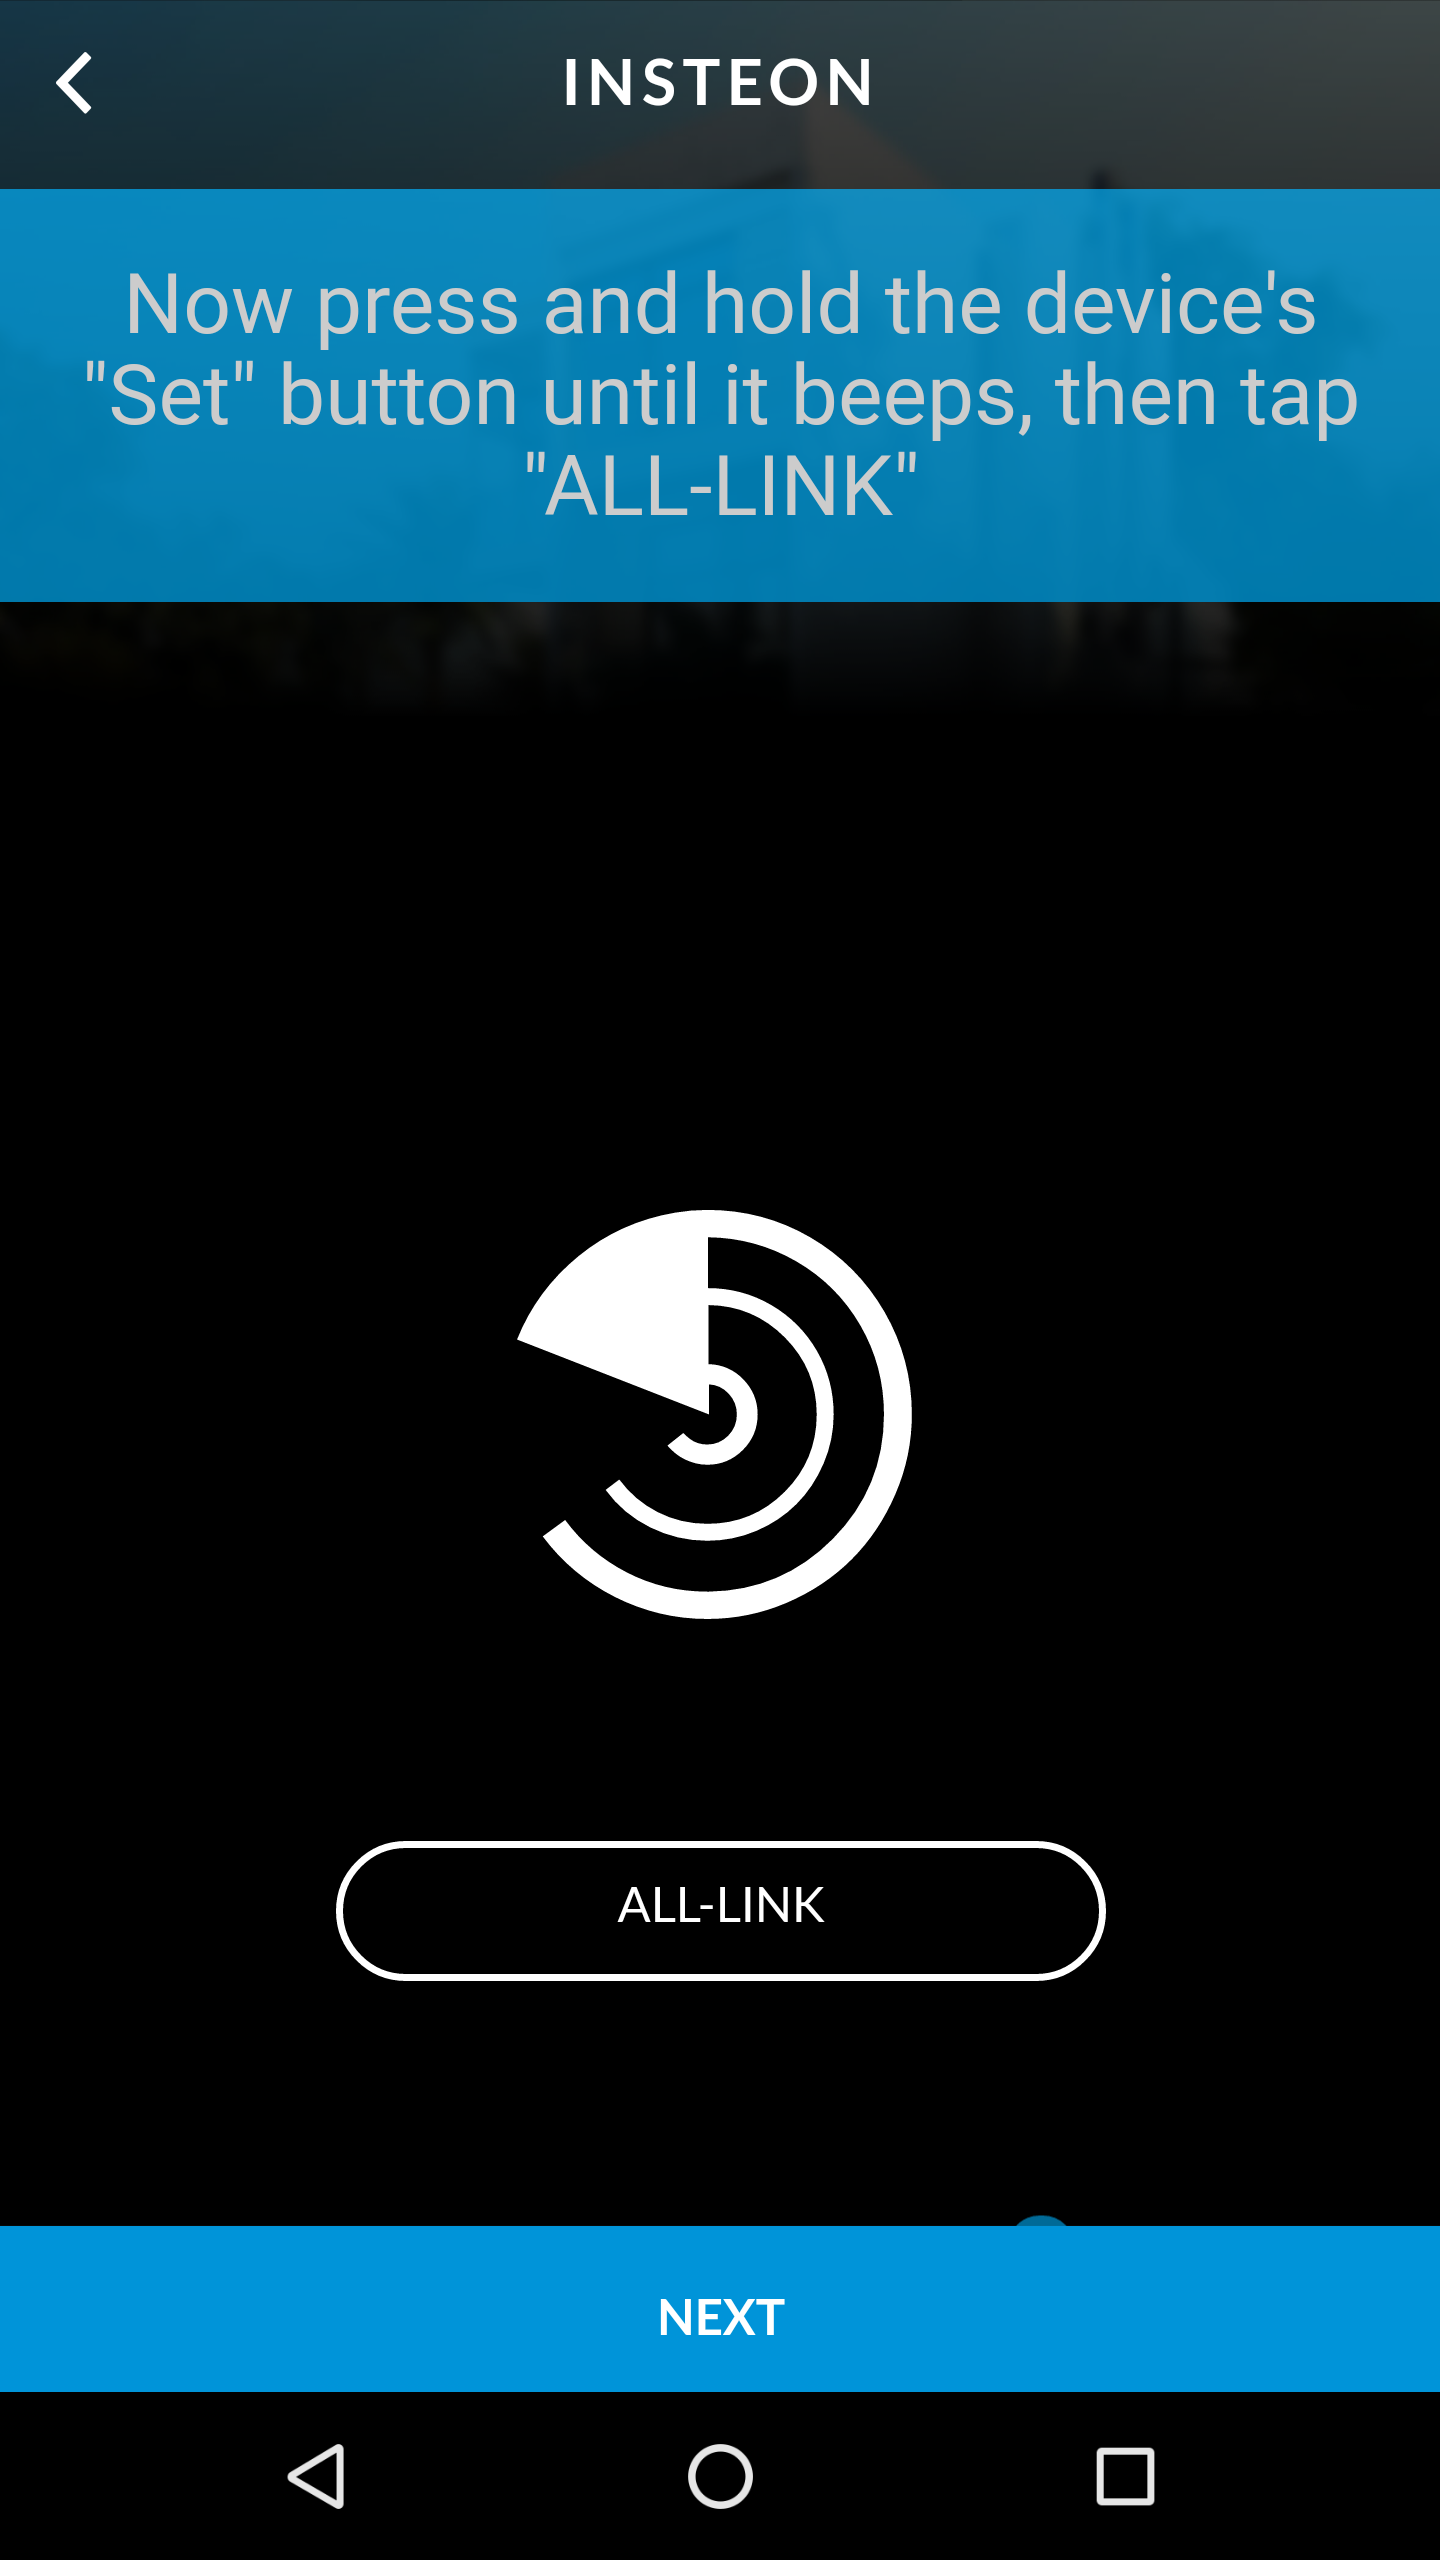 INSTEON
Now press and hold the device's
"Set" button until it beeps, then tap
"ALL-LINK"
ALL-LINK
NEXT